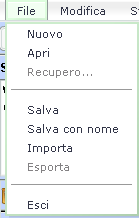 File Modifica
Nuovo
Apri
Recupero...
Salva
Salva con nome
Importa
Esporta
Esci